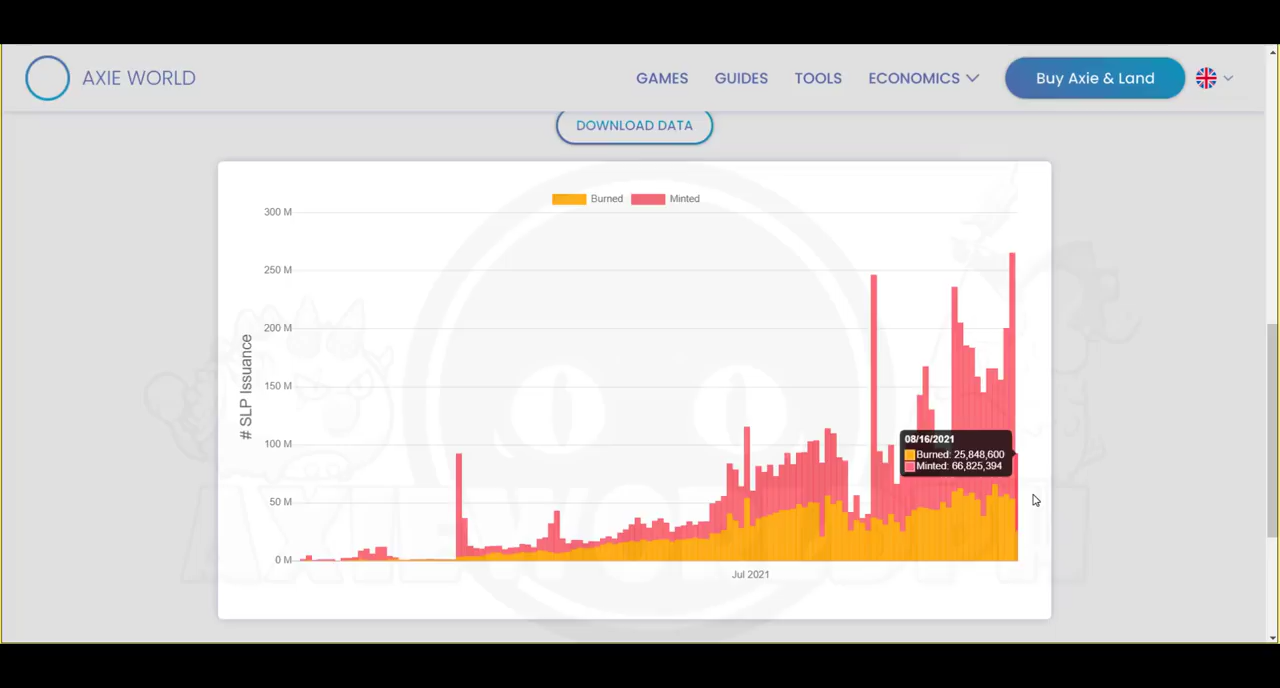 AXIE WORLD
GAMES GUIDES TOOLS ECONOMICS Buy Axie & Land
DOWNLOAD DATA
Burned Minted
300 M
250 M
200 M
150 M
100 M
50 M
0 M
# SLP Issuance
08/16/2021
Burned: 25,848,600
Minted: 66,825,394
Jul 2021